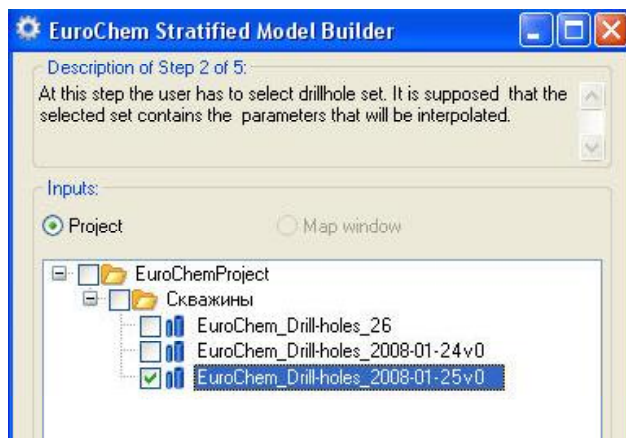 EuroChem Stratified Model Builder
Description of Step 2 of 5:
At this step the user has to select drillhole set. It is supposed that the
selected set contains the parameters that will be interpolated.
Inputs:
Project
Map window
EuroChemProject
Скважины
EuroChem_Drill-holes_26
EuroChem_Drill-holes_2008-01-24v0
EuroChem_Drill-holes_2008-01-25v0